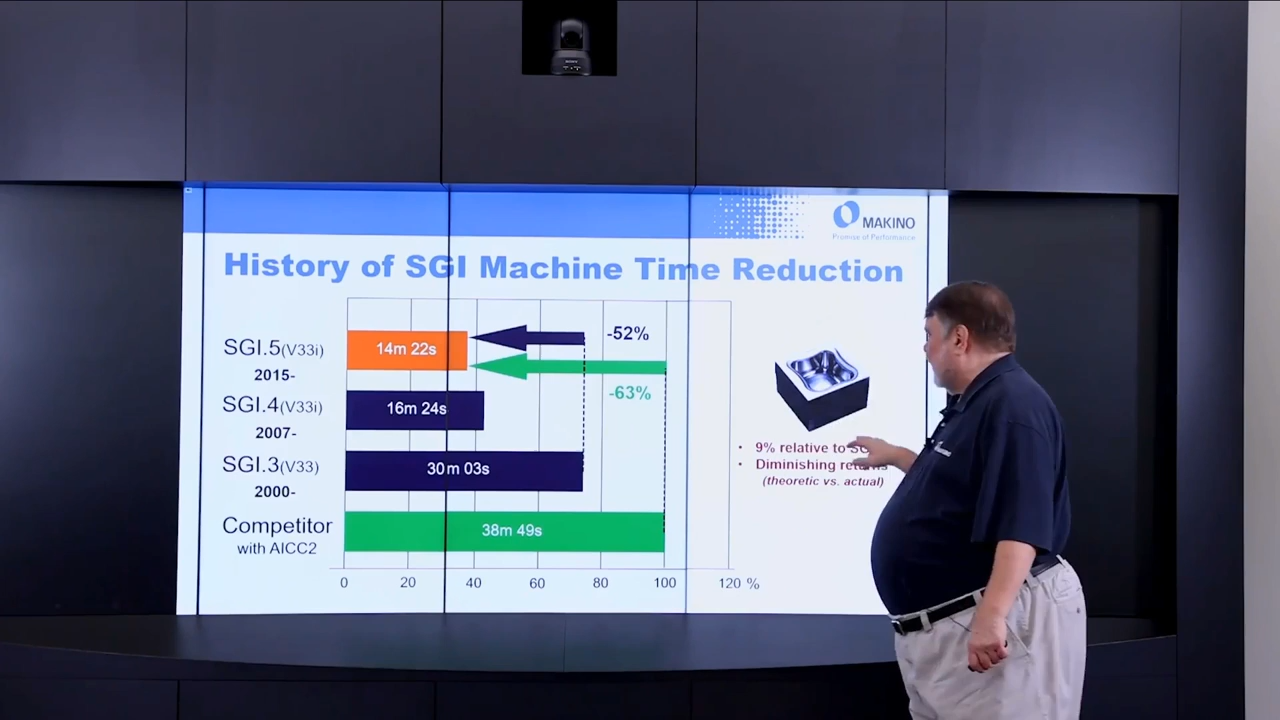 SONY
MAKINO
Promise of Performance
History of SGI Machine Time Reduction
SGI.5(V33i)
2015-
14m 22s
-52%
-63%
SGI.4(V33i)
2007-
16m 24s
SGI.3(V33)
2000-
30m 03s
Competitor
with AICC2
38m 49s
0 20 40 60 80 100 120 %
• 9% relative to
• Diminishing returns
(theoretic vs. actual)